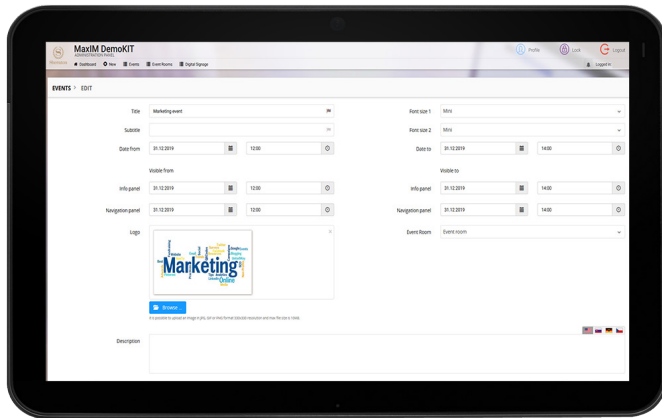 MaxIM DemoKIT
ADMINISTRATION PANEL
Profile Lock Logout
Dashboard New Events Event Rooms Digital Signage
Logged in
EVENTS > EDIT
Title Marketing event Font size 1 Mini
Subtitle Font size 2 Mini
Date from 31.12.2019 12:00 Date to 31.12.2019 14:00
Visible from Visible to
Info panel 31.12.2019 12:00 Info panel 31.12.2019 14:00
Navigation panel 31.12.2019 12:00 Navigation panel 31.12.2019 14:00
Logo Event Room Event room
Marketing
Online
Browse ...
Description